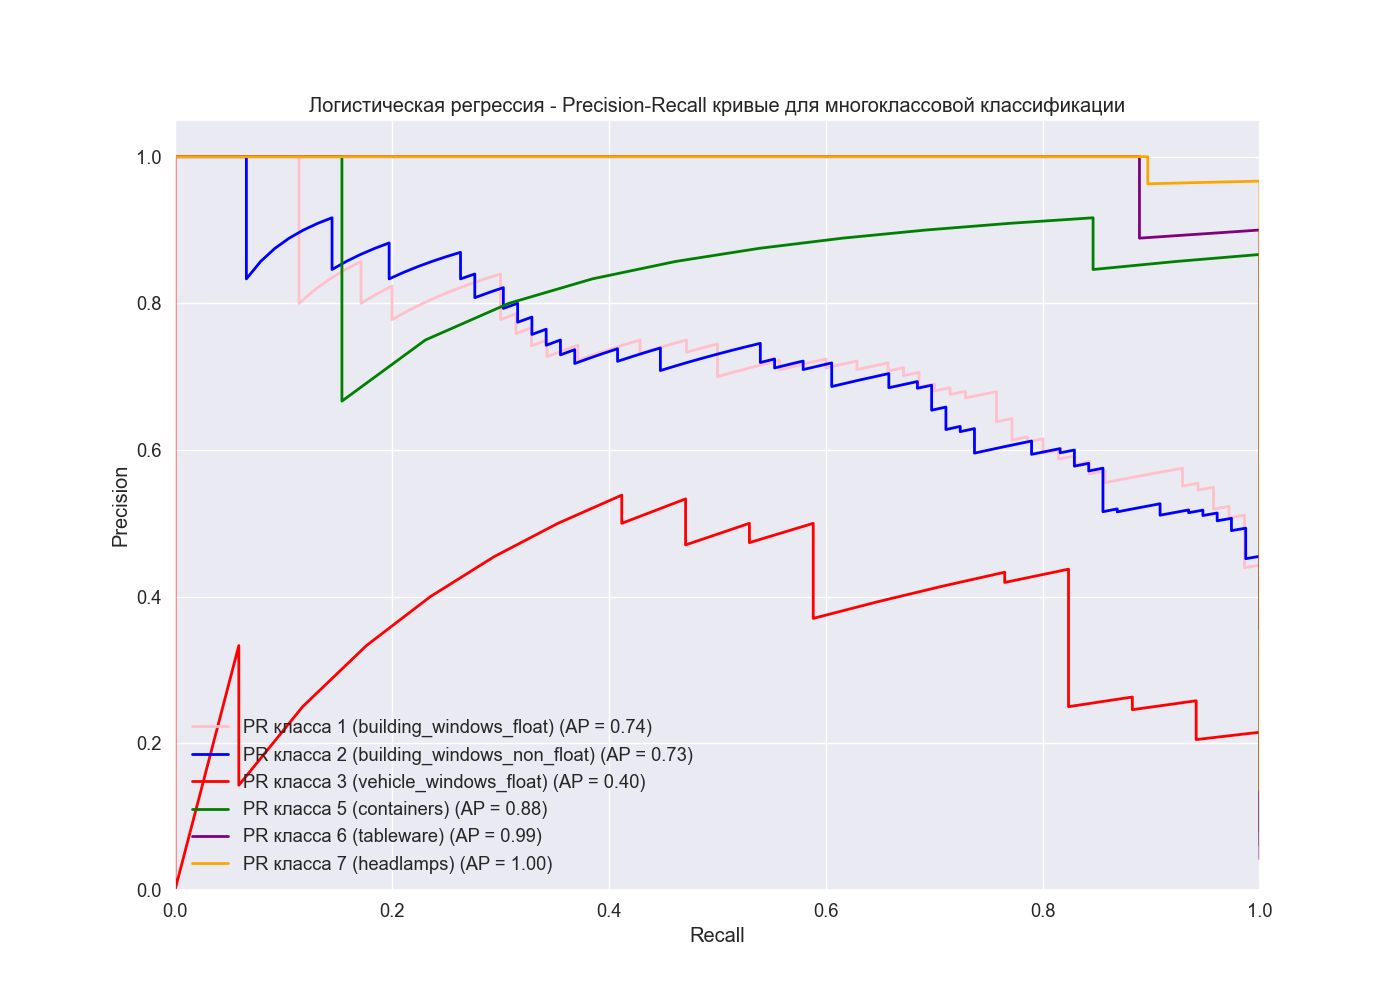 Логистическая регрессия - Precision-Recall кривые для многоклассовой классификации
Precision
1.0
0.8
0.6
0.4
0.2
0.0
PR класса 1 (building_windows_float) (AP = 0.74)
PR класса 2 (building_windows_non_float) (AP = 0.73)
PR класса 3 (vehicle_windows_float) (AP = 0.40)
PR класса 5 (containers) (AP = 0.88)
PR класса 6 (tableware) (AP = 0.99)
PR класса 7 (headlamps) (AP = 1.00)
0.0 0.2 0.4 0.6 0.8 1.0
Recall